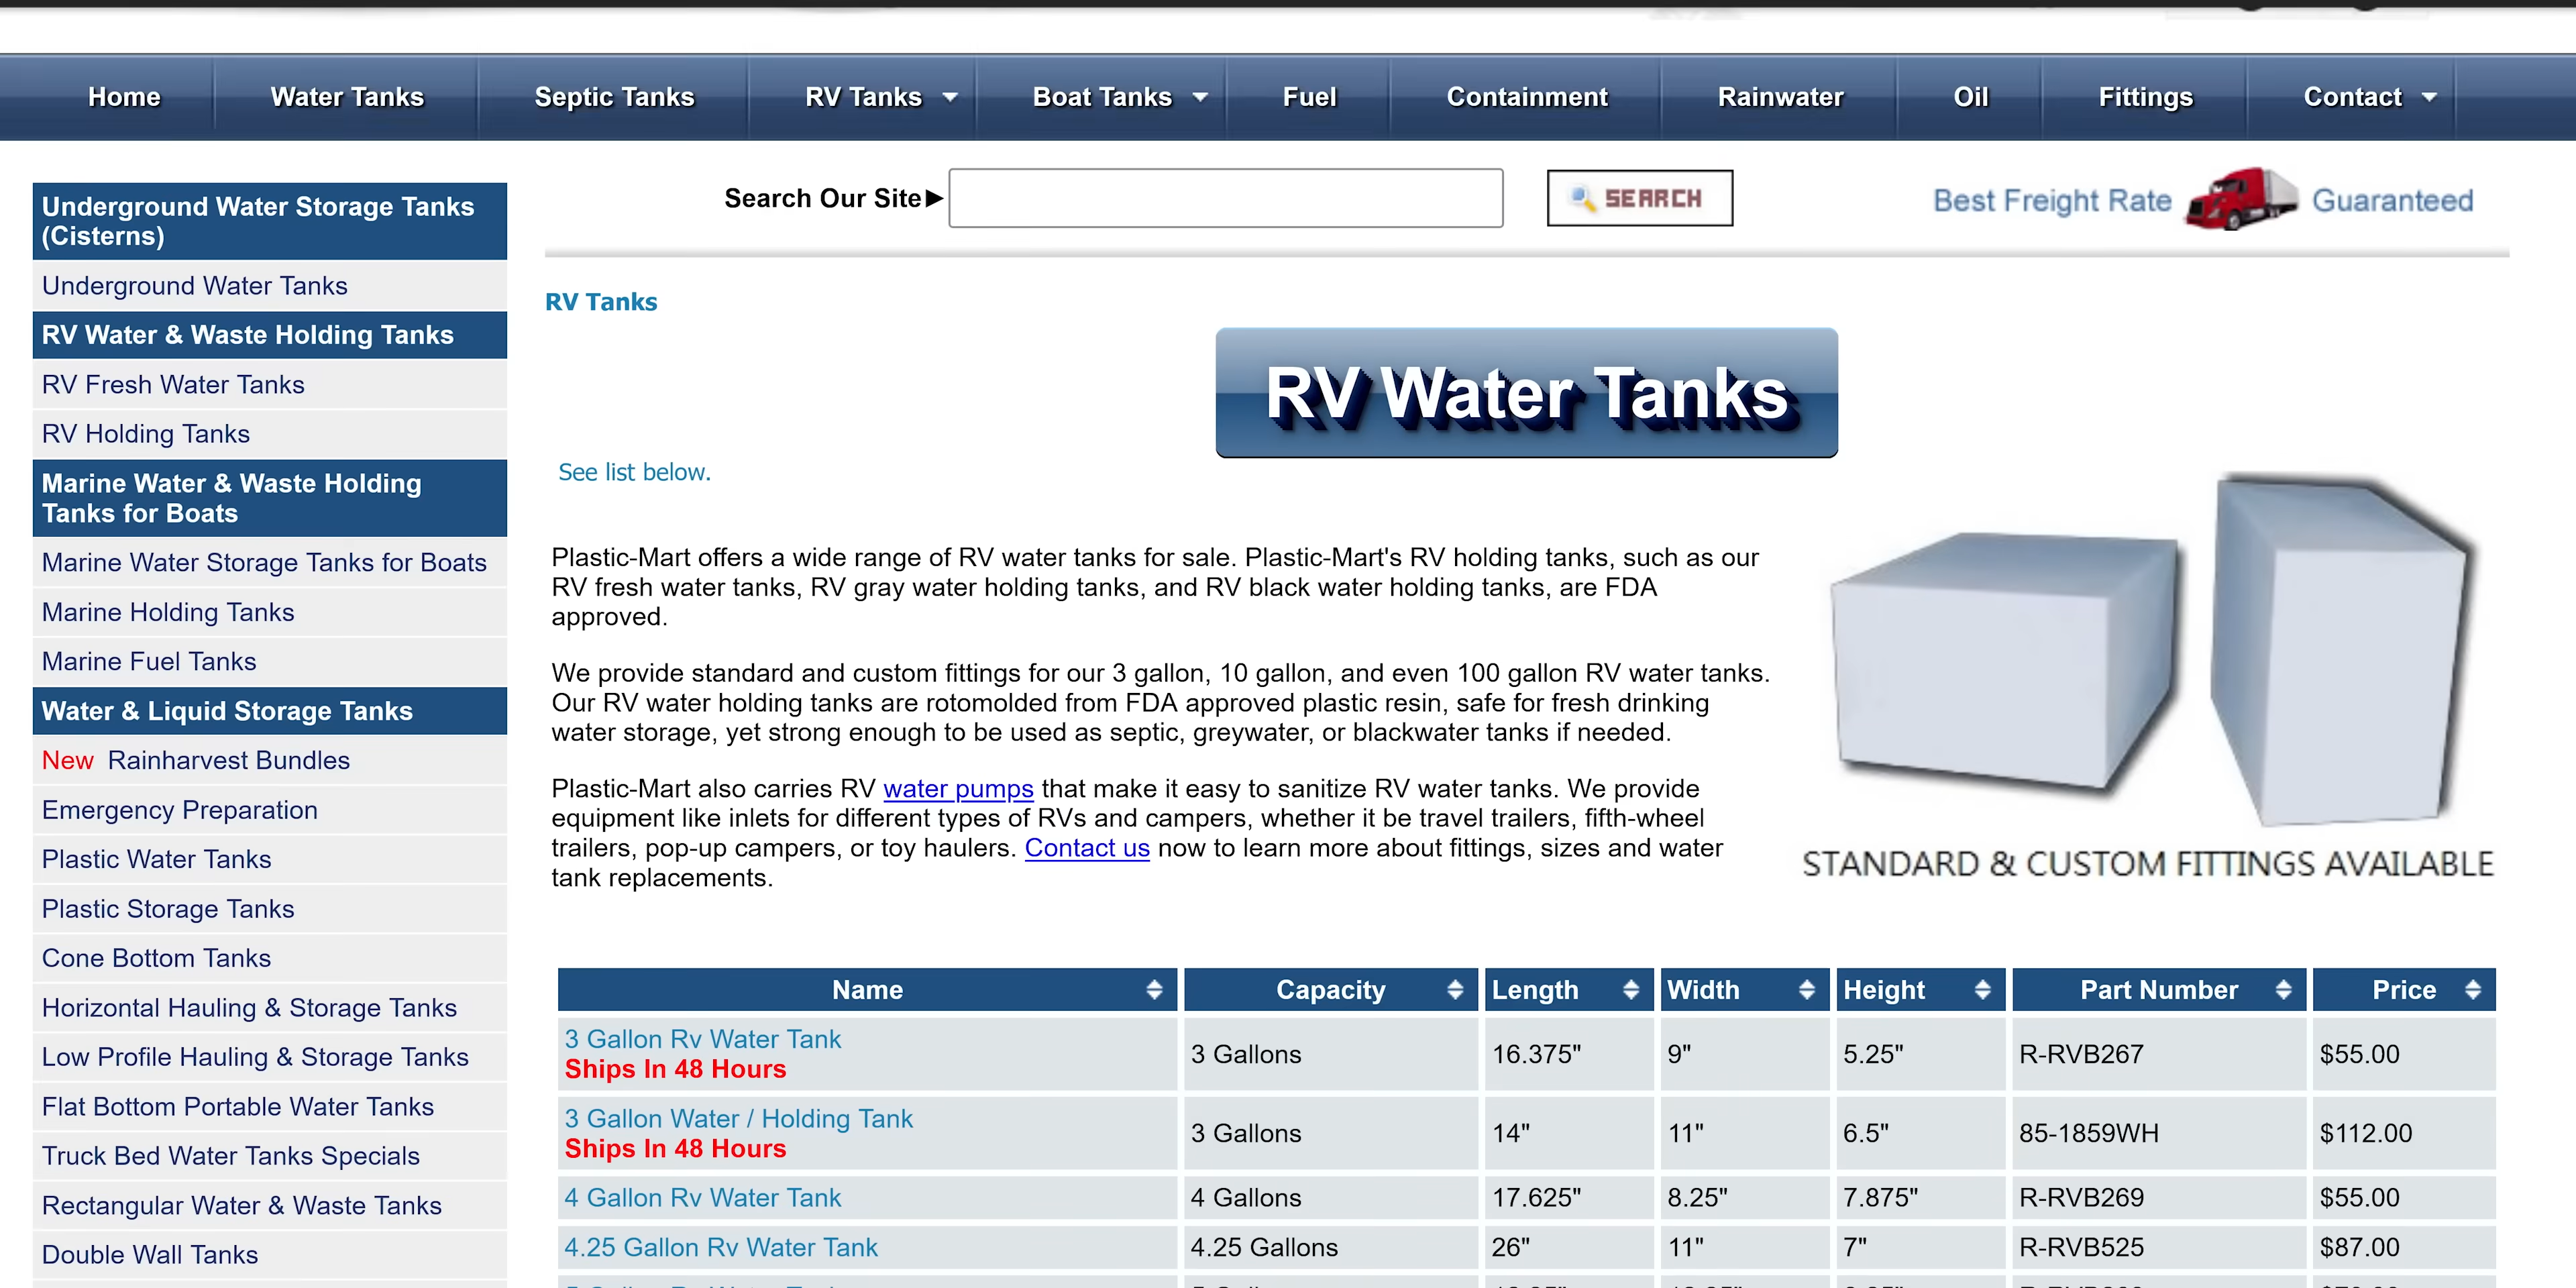 Home Water Tanks Septic Tanks RV Tanks Boat Tanks Fuel Containment Rainwater Oil Fittings Contact
Search Our Site► SEARCH Best Freight Rate Guaranteed
Underground Water Storage Tanks
(Cisterns)
Underground Water Tanks
RV Water & Waste Holding Tanks
RV Fresh Water Tanks
RV Holding Tanks
Marine Water & Waste Holding
Tanks for Boats
Marine Water Storage Tanks for Boats
Marine Holding Tanks
Marine Fuel Tanks
Water & Liquid Storage Tanks
New Rainharvest Bundles
Emergency Preparation
Plastic Water Tanks
Plastic Storage Tanks
Cone Bottom Tanks
Horizontal Hauling & Storage Tanks
Low Profile Hauling & Storage Tanks
Flat Bottom Portable Water Tanks
Truck Bed Water Tanks Specials
Rectangular Water & Waste Tanks
Double Wall Tanks
RV Tanks
RV Water Tanks
See list below.
Plastic-Mart offers a wide range of RV water tanks for sale. Plastic-Mart's RV holding tanks, such as our
RV fresh water tanks, RV gray water holding tanks, and RV black water holding tanks, are FDA
approved.
We provide standard and custom fittings for our 3 gallon, 10 gallon, and even 100 gallon RV water tanks.
Our RV water holding tanks are rotomolded from FDA approved plastic resin, safe for fresh drinking
water storage, yet strong enough to be used as septic, greywater, or blackwater tanks if needed.
Plastic-Mart also carries RV water pumps that make it easy to sanitize RV water tanks. We provide
equipment like inlets for different types of RVs and campers, whether it be travel trailers, fifth-wheel
trailers, pop-up campers, or toy haulers. Contact us now to learn more about fittings, sizes and water
tank replacements.
STANDARD & CUSTOM FITTINGS AVAILABLE
Name Capacity Length Width Height Part Number Price
3 Gallon Rv Water Tank
Ships In 48 Hours
3 Gallons 16.375" 9" 5.25" R-RVB267 $55.00
3 Gallon Water / Holding Tank
Ships In 48 Hours
3 Gallons 14" 11" 6.5" 85-1859WH $112.00
4 Gallon Rv Water Tank 4 Gallons 17.625" 8.25" 7.875" R-RVB269 $55.00
4.25 Gallon Rv Water Tank 4.25 Gallons 26" 11" 7" R-RVB525 $87.00